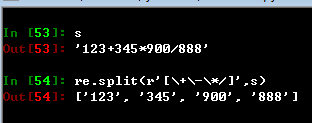 In [53]: s
Out[53]: '123+345*900/888'
In [54]: re.split(r'[\+\-\*/]',s)
Out[54]: ['123', '345', '900', '888']